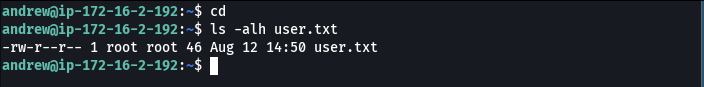 andrew@ip-172-16-2-192:~$ cd
andrew@ip-172-16-2-192:~$ ls -alh user.txt
-rw-r--r-- 1 root root 46 Aug 12 14:50 user.txt
andrew@ip-172-16-2-192:~$